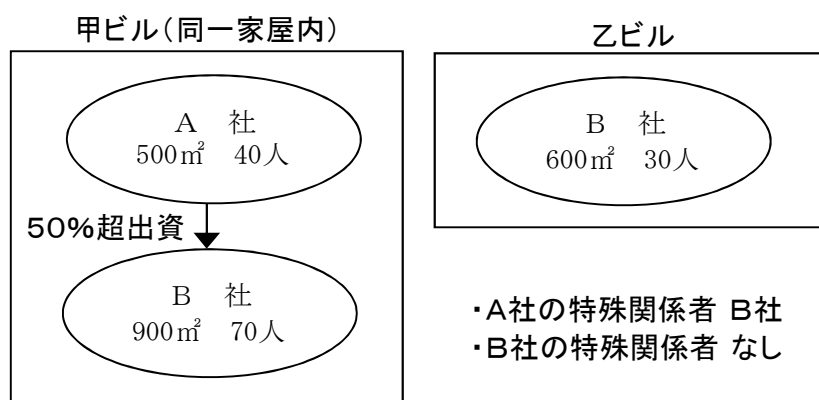 甲ビル(同一家屋内)
A 社
500㎡ 40人
50%超出資
B 社
900㎡ 70人
乙ビル
B 社
600㎡ 30人
・A社の特殊関係者 B社
・B社の特殊関係者 なし